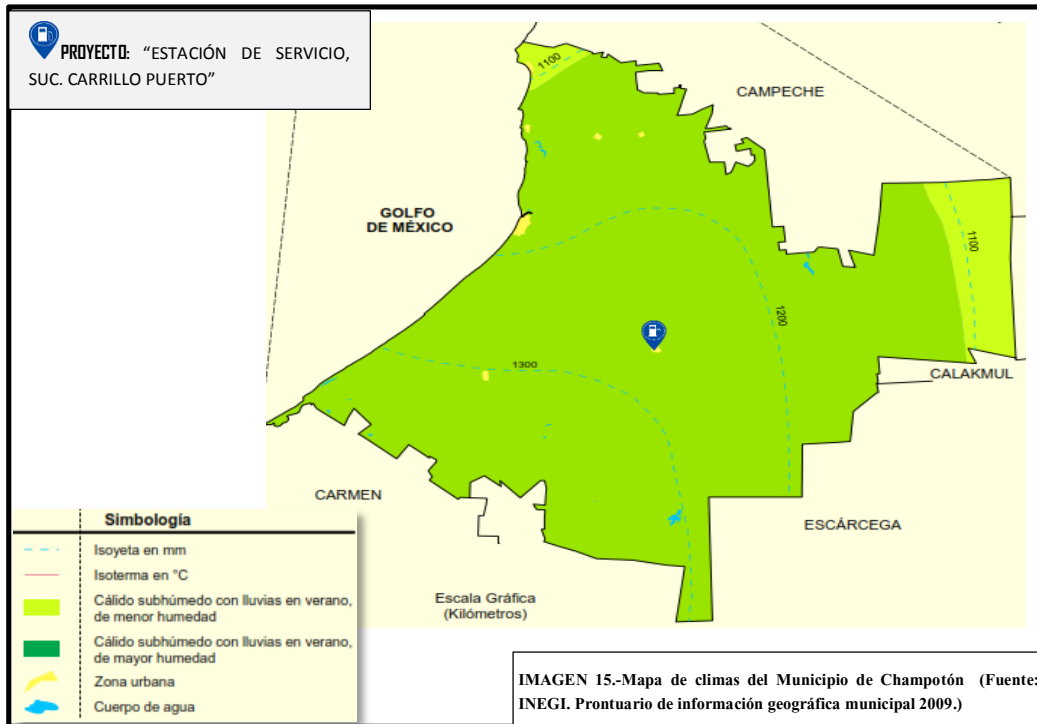 PROYECTO: “ESTACIÓN DE SERVICIO,
SUC. CARRILLO PUERTO”
1100
CAMPECHE
GOLFO
DE MÉXICO
1100
1200
1300
CALAKMUL
CARMEN
ESCÁRCEGA
Simbología
Isoyeta en mm
Isoterma en °C
Cálido subhúmedo con lluvias en verano,
de menor humedad
Cálido subhúmedo con lluvias en verano,
de mayor humedad
Zona urbana
Cuerpo de agua
Escala Gráfica
(Kilómetros)
IMAGEN 15.-Mapa de climas del Municipio de Champotón (Fuente:
INEGI. Prontuario de información geográfica municipal 2009.)